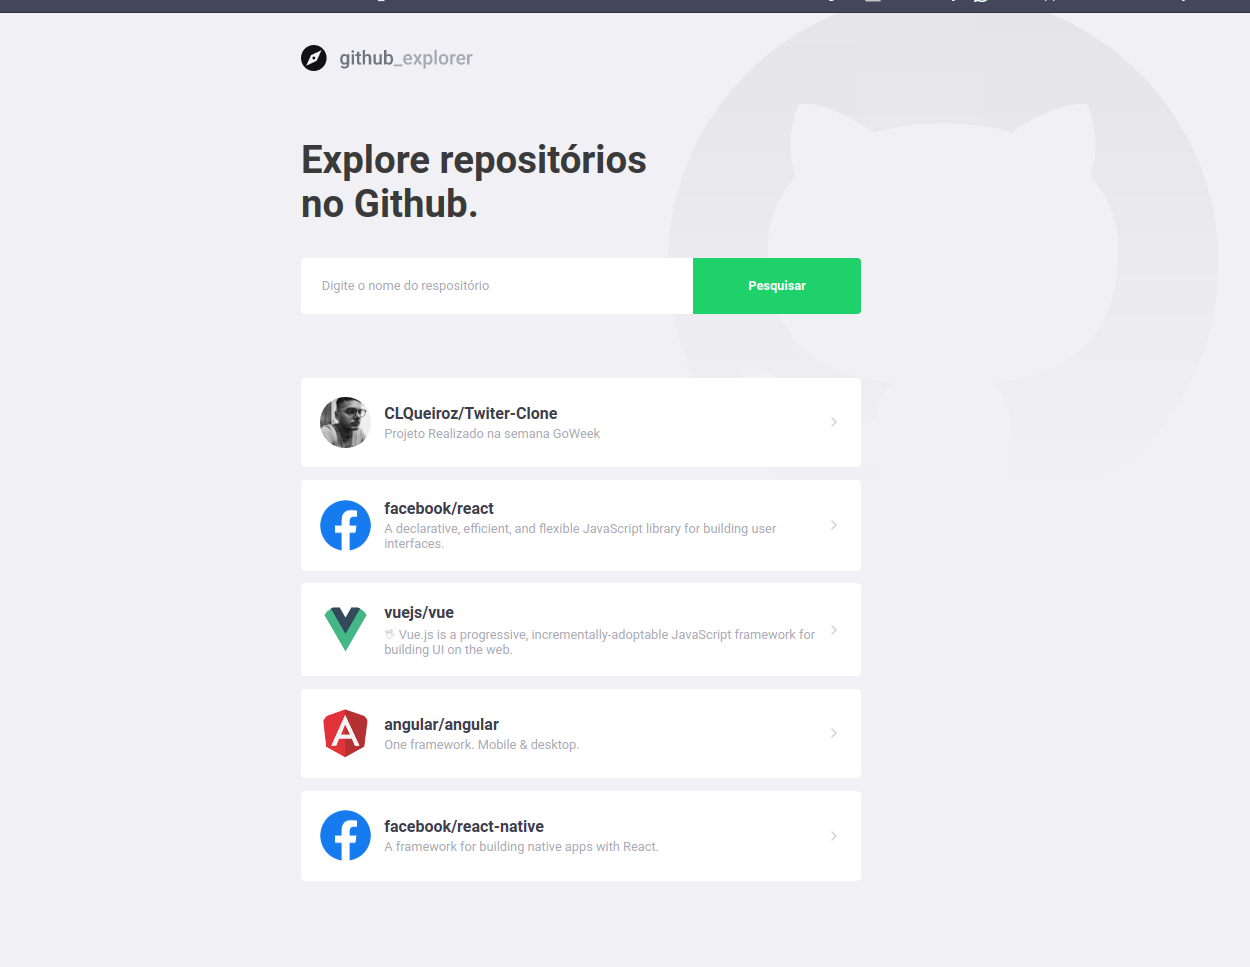 github_explorer
Explore repositórios
no Github.
Digite o nome do respositório
Pesquisar
CLQueiroz/Twiter-Clone
Projeto Realizado na semana GoWeek
facebook/react
A declarative, efficient, and flexible JavaScript library for building user
interfaces.
vuejs/vue
🖖 Vue.js is a progressive, incrementally-adoptable JavaScript framework for
building UI on the web.
angular/angular
One framework. Mobile & desktop.
facebook/react-native
A framework for building native apps with React.